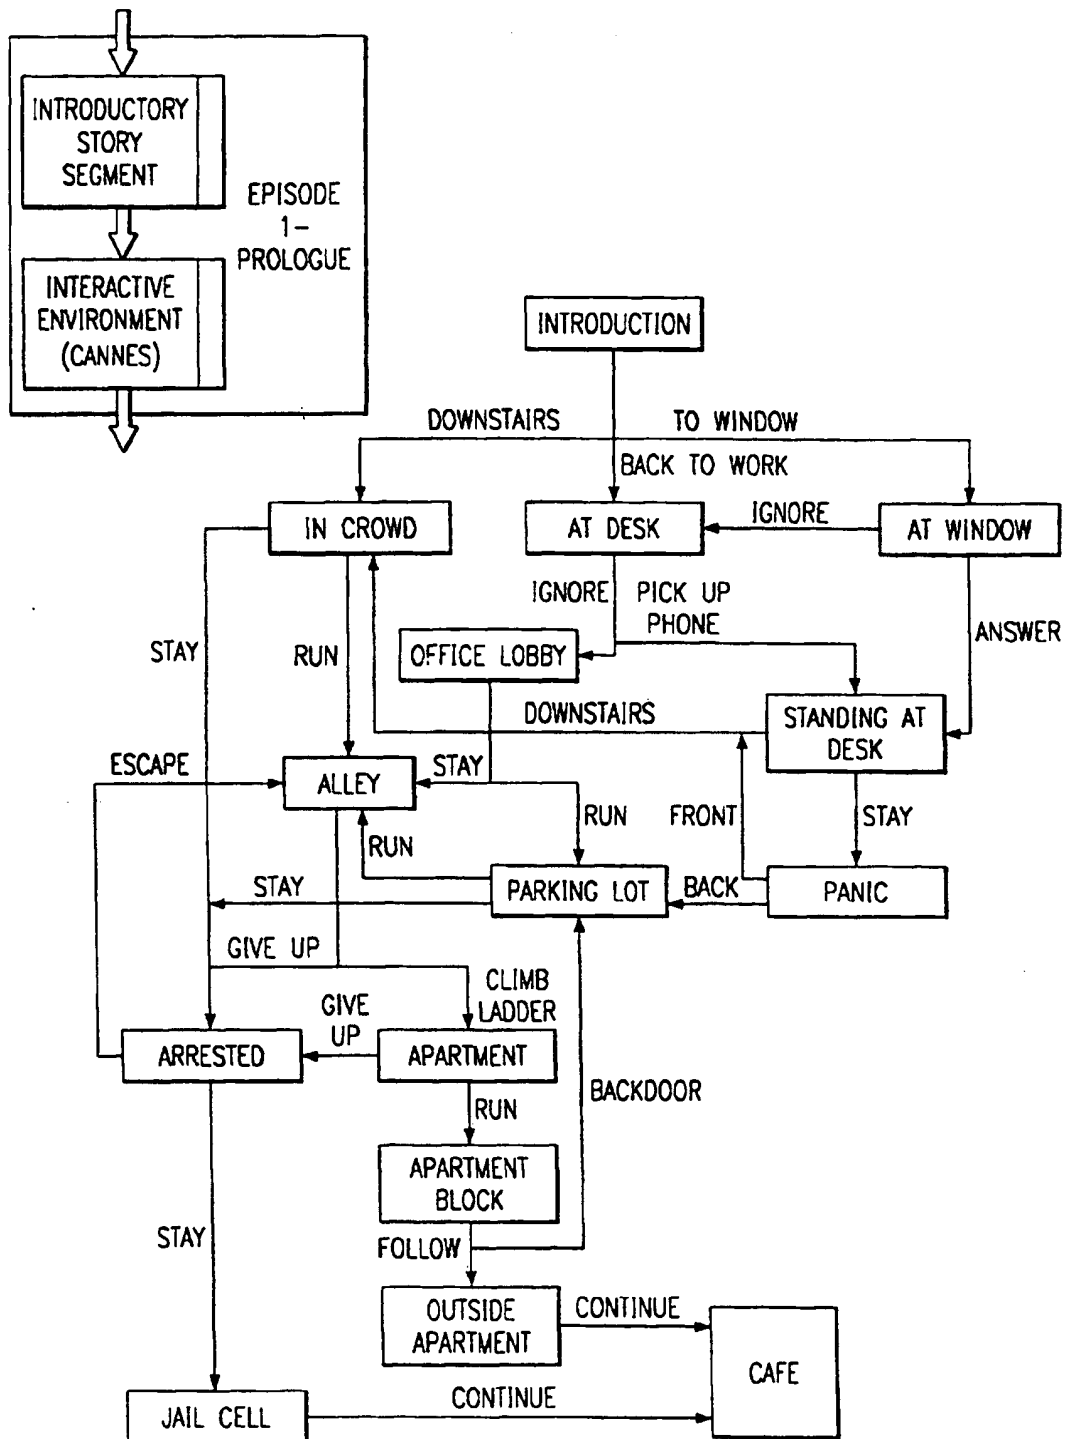 INTRODUCTORY
STORY
SEGMENT
EPISODE
1-
PROLOGUE
INTERACTIVE
ENVIRONMENT
(CANNES)
INTRODUCTION
DOWNSTAIRS
TO WINDOW
BACK TO WORK
IN CROWD
AT DESK
IGNORE
AT WINDOW
IGNORE
PICK UP
PHONE
ANSWER
STAY
RUN
OFFICE LOBBY
DOWNSTAIRS
STANDING AT
DESK
ESCAPE
ALLEY
STAY
RUN
RUN
FRONT
STAY
STAY
PARKING LOT
BACK
PANIC
GIVE UP
CLIMB
LADDER
GIVE
UP
ARRESTED
APARTMENT
BACKDOOR
RUN
APARTMENT
BLOCK
STAY
FOLLOW
OUTSIDE
APARTMENT
CONTINUE
CAFE
JAIL CELL
CONTINUE